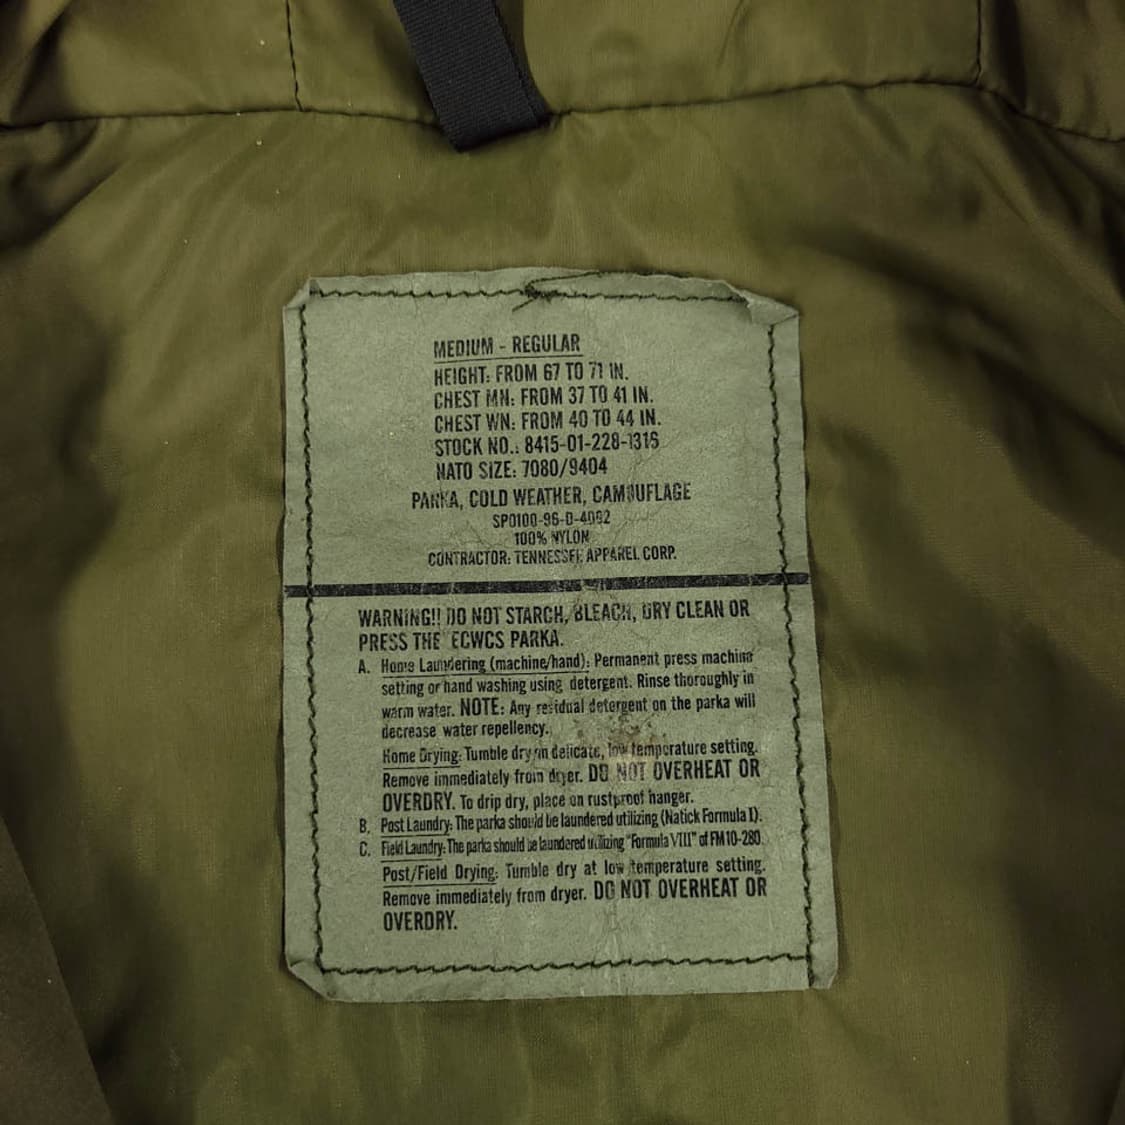 MEDIUM - REGULAR
HEIGHT: FROM 67 TO 71 IN.
CHEST MN: FROM 37 TO 41 IN.
CHEST WN: FROM 40 TO 44 IN.
STOCK NO.: 8415-01-228-1316
NATO SIZE: 7080/9404
PARKA, COLD WEATHER, CAMOUFLAGE
SPO100-96-D-4092
100% NYLON
CONTRACTOR: TENNESSEE APPAREL CORP.
WARNING!! DO NOT STARCH, BLEACH, DRY CLEAN OR
PRESS THE ECWCS PARKA.
A. Home Laundering (machine/hand): Permanent press machine
setting or hand washing using detergent. Rinse thoroughly in
warm water. NOTE: Any residual detergent on the parka will
decrease water repellency.
Home Drying: Tumble dry on delicate, low temperature setting.
Remove immediately from dryer. DO NOT OVERHEAT OR
OVERDRY. To drip dry, place on rustproof hanger.
B. Post Laundry: The parka should be laundered utilizing (Natick Formula I).
C. Field Laundry: The parka should be laundered utilizing "Formula VIII" of FM 10-280.
Post/Field Drying: Tumble dry at low temperature setting.
Remove immediately from dryer. DO NOT OVERHEAT OR
OVERDRY.